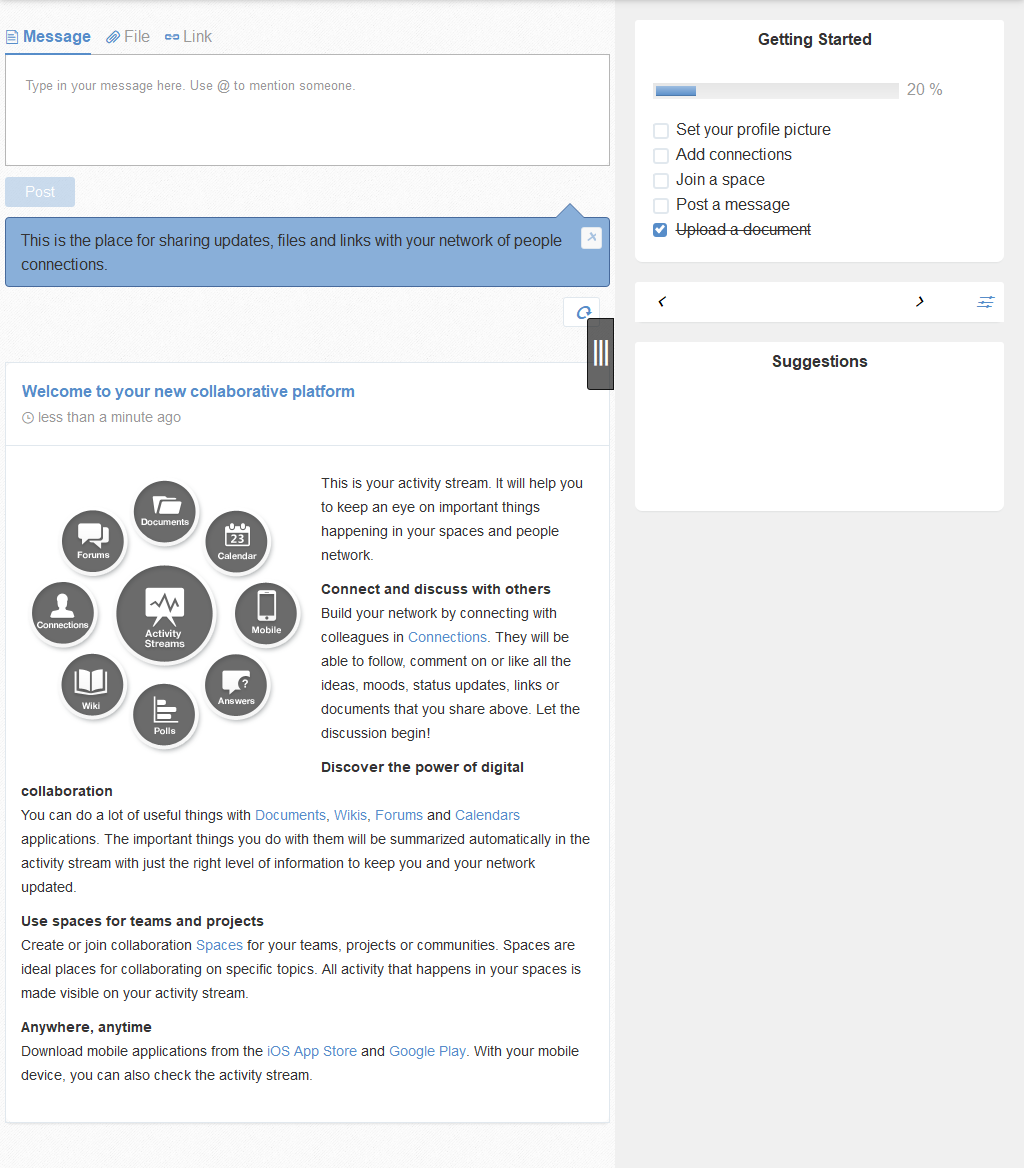 Message File Link
Type in your message here. Use @ to mention someone.
Post
This is the place for sharing updates, files and links with your network of people
connections.
Welcome to your new collaborative platform
less than a minute ago
Documents
Forums
23
Calendar
Connections
Activity
Streams
Mobile
Wiki
?
Answers
Polls
This is your activity stream. It will help you
to keep an eye on important things
happening in your spaces and people
network.
Connect and discuss with others
Build your network by connecting with
colleagues in Connections. They will be
able to follow, comment on or like all the
ideas, moods, status updates, links or
documents that you share above. Let the
discussion begin!
Discover the power of digital
collaboration
You can do a lot of useful things with Documents, Wikis, Forums and Calendars
applications. The important things you do with them will be summarized automatically in the
activity stream with just the right level of information to keep you and your network
updated.
Use spaces for teams and projects
Create or join collaboration Spaces for your teams, projects or communities. Spaces are
ideal places for collaborating on specific topics. All activity that happens in your spaces is
made visible on your activity stream.
Anywhere, anytime
Download mobile applications from the iOS App Store and Google Play. With your mobile
device, you can also check the activity stream.
Getting Started
20 %
Set your profile picture
Add connections
Join a space
Post a message
Upload a document
Suggestions